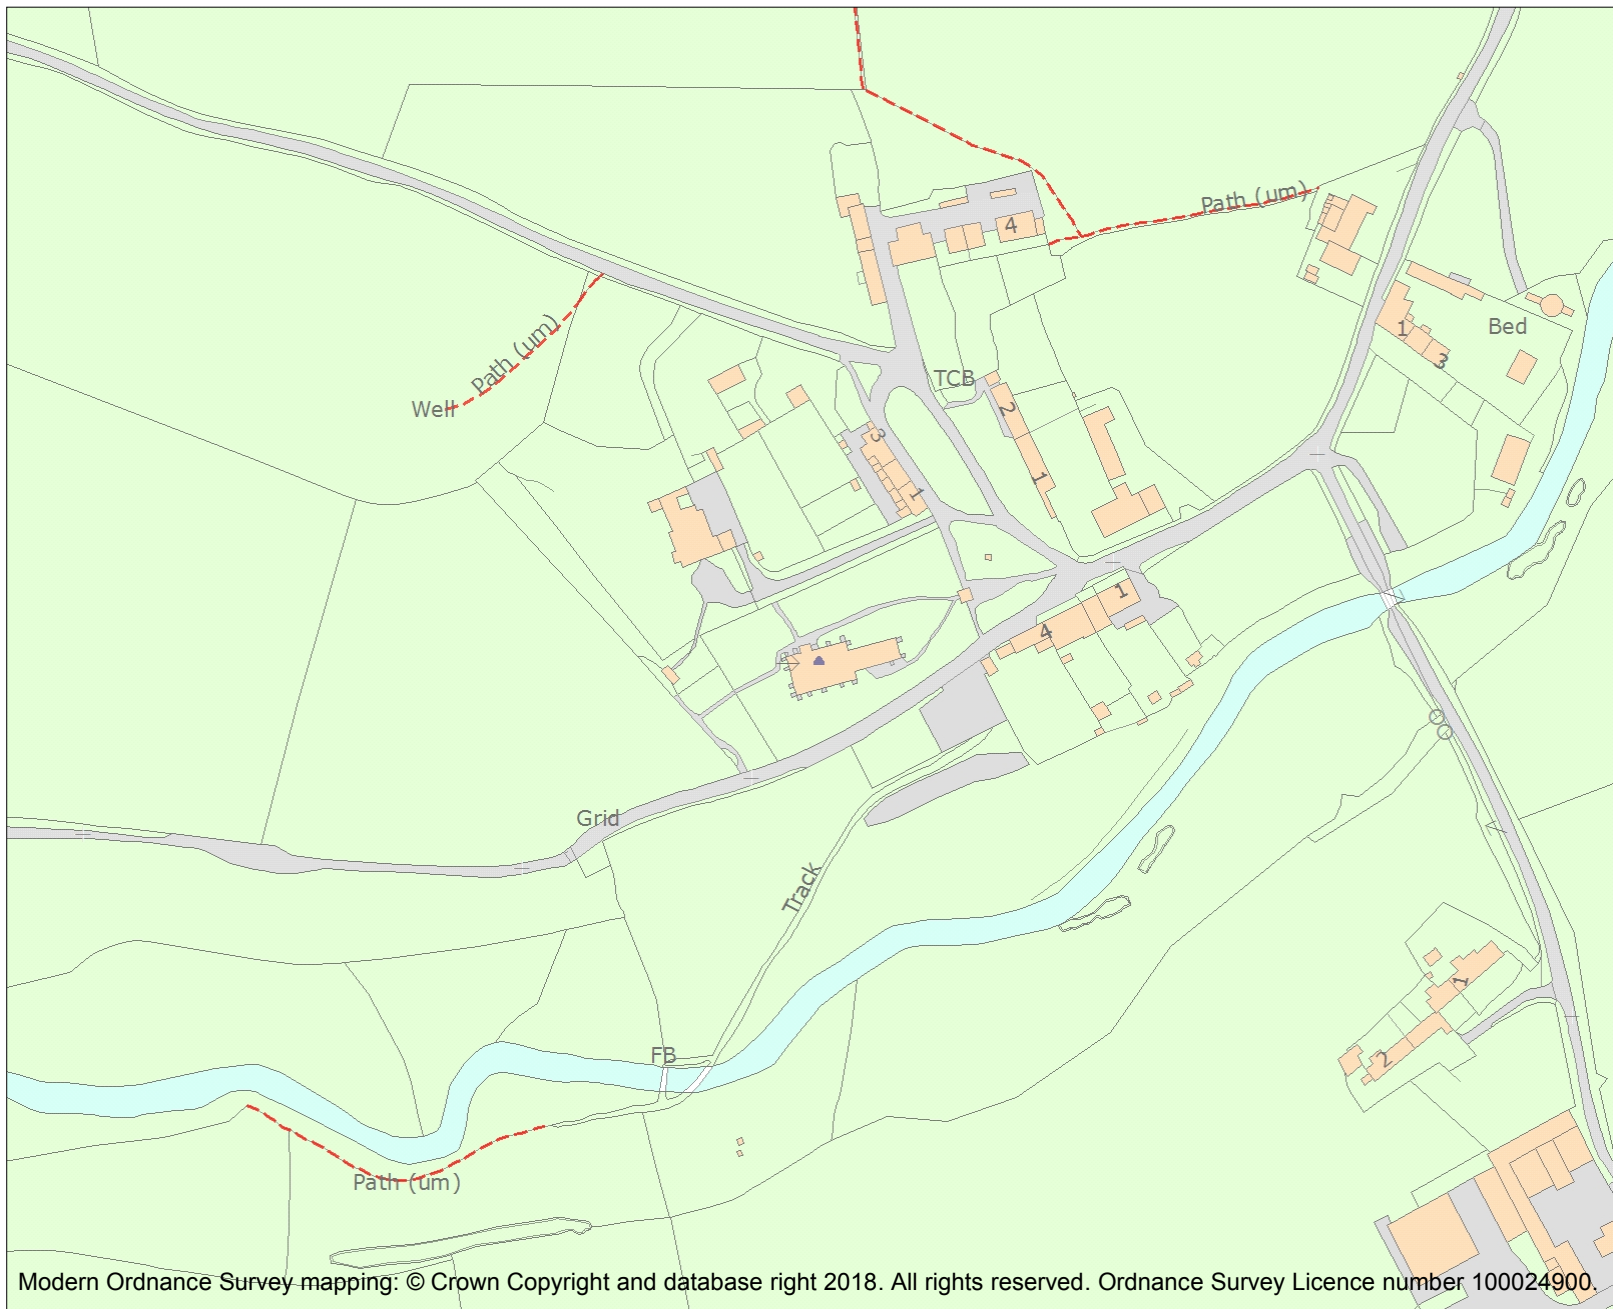 Path (um)
4
Path (um)
Well
TCB
1
3
Bed
2
3
1
1
1
4
Grid
Track
FB
1
2
Path (um)
Modern Ordnance Survey mapping: © Crown Copyright and database right 2018. All rights reserved. Ordnance Survey Licence number 100024900.